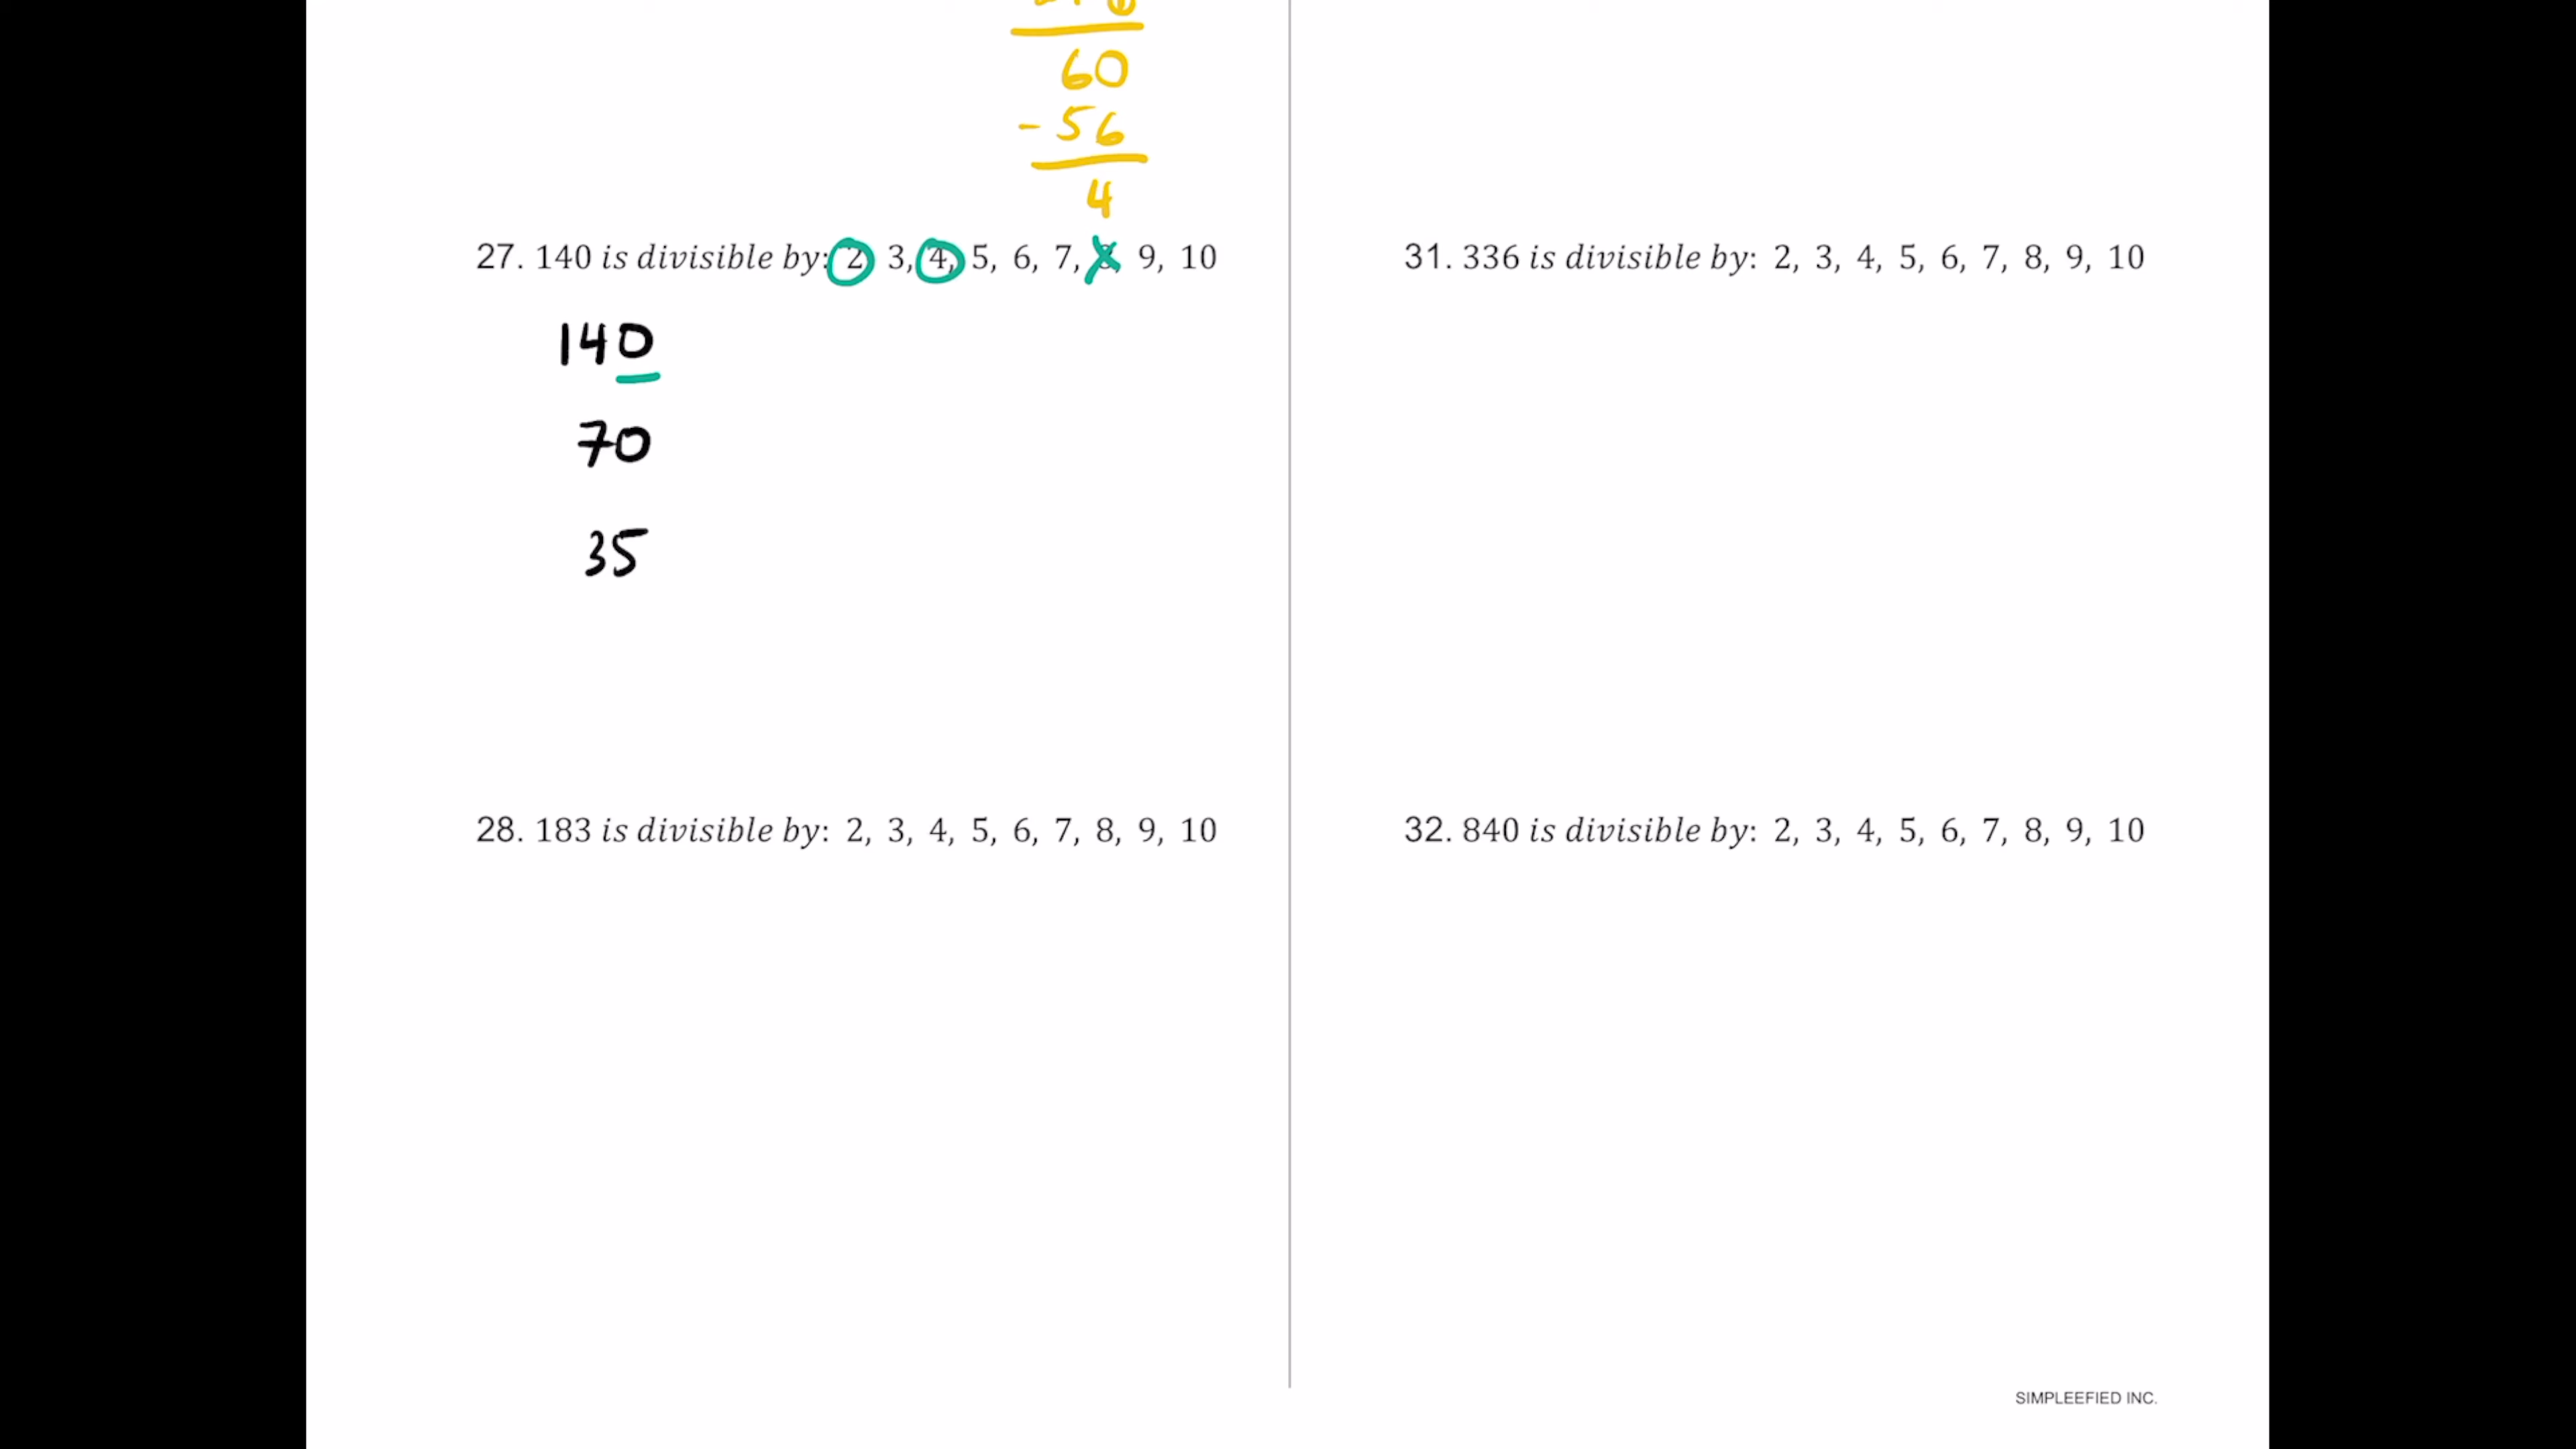 60
- 56
4
27. 140 is divisible by: 2, 3, 4, 5, 6, 7, 9, 10
140
70
35
28. 183 is divisible by: 2, 3, 4, 5, 6, 7, 8, 9, 10
31. 336 is divisible by: 2, 3, 4, 5, 6, 7, 8, 9, 10
32. 840 is divisible by: 2, 3, 4, 5, 6, 7, 8, 9, 10
SIMPLEEFIED INC.